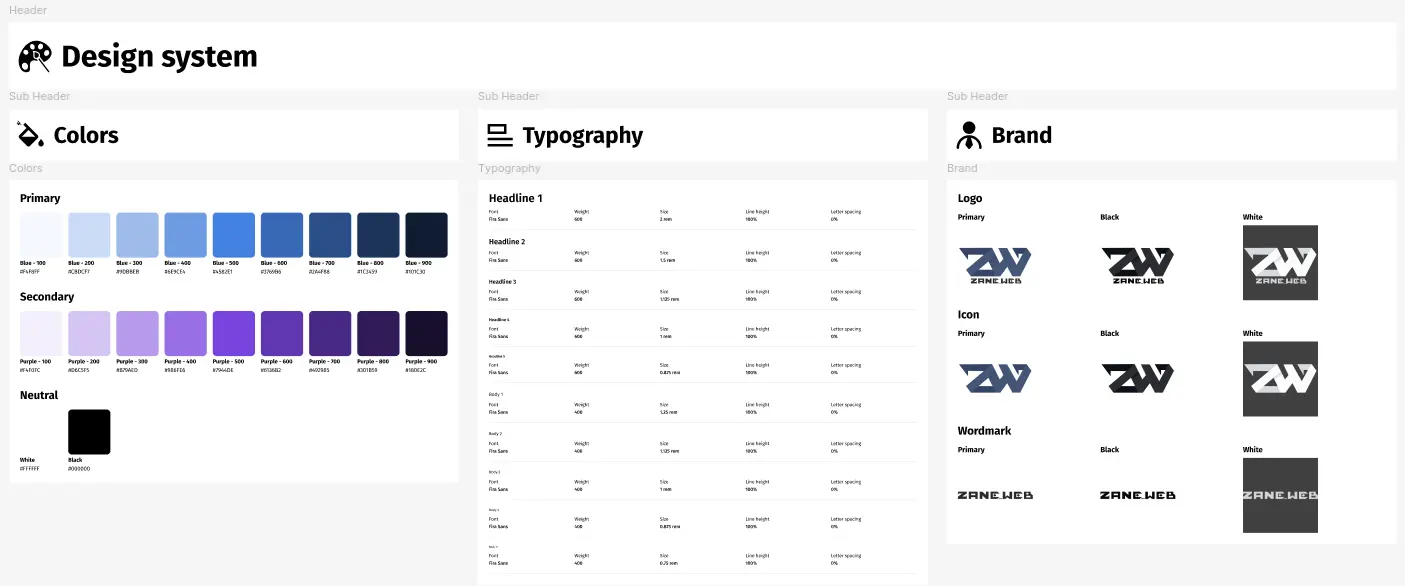 Header
Design system
Sub Header
Colors
Colors
Primary
Blue - 100 Blue - 200 Blue - 300 Blue - 400 Blue - 500 Blue - 600 Blue - 700 Blue - 800 Blue - 900
#F4F8FF #CBDCF7 #9DBBEB #6E9CE4 #4582E1 #3769B6 #2A4F88 #1C3459 #101C30
Secondary
Purple - 100 Purple - 200 Purple - 300 Purple - 400 Purple - 500 Purple - 600 Purple - 700 Purple - 800 Purple - 900
#D6C5F5 #B79AED #7944DE #6136B2 #492985 #301B59 #180E2C
Neutral
White Black
#FFFFFF #000000
Sub Header
Typography
Typography
Headline 1
Font Weight Size Line height Letter spacing
Fira Sans 600 2 rem 100% 0%
Headline 2
Font Weight Size Line height Letter spacing
Fira Sans 600 1.5 rem 100% 0%
Headline 3
Font Weight Size Line height Letter spacing
Fira Sans 600 1.125 rem 100% 0%
Headline 4
Font Weight Size Line height Letter spacing
Fira Sans 600 1 rem 100% 0%
Headline 5
Font Weight Size Line height Letter spacing
Fira Sans 600 0.875 rem 100% 0%
Body 1
Font Weight Size Line height Letter spacing
Fira Sans 400 1.25 rem 100% 0%
Body 2
Font Weight Size Line height Letter spacing
Fira Sans 400 1.125 rem 100% 0%
Body 3
Font Weight Size Line height Letter spacing
Fira Sans 400 1 rem 100% 0%
Body 4
Font Weight Size Line height Letter spacing
Fira Sans 400 0.875 rem 100% 0%
Font Weight Size Line height Letter spacing
Fira Sans 400 0.75 rem 100% 0%
Sub Header
Brand
Brand
Logo
Primary Black White
ZW ZW ZW
ZANE.WEB ZANE.WEB ZANE.WEB
Icon
Primary Black White
ZW ZW ZW
Wordmark
Primary Black White
ZANE.WEB ZANE.WEB ZANE.WEB